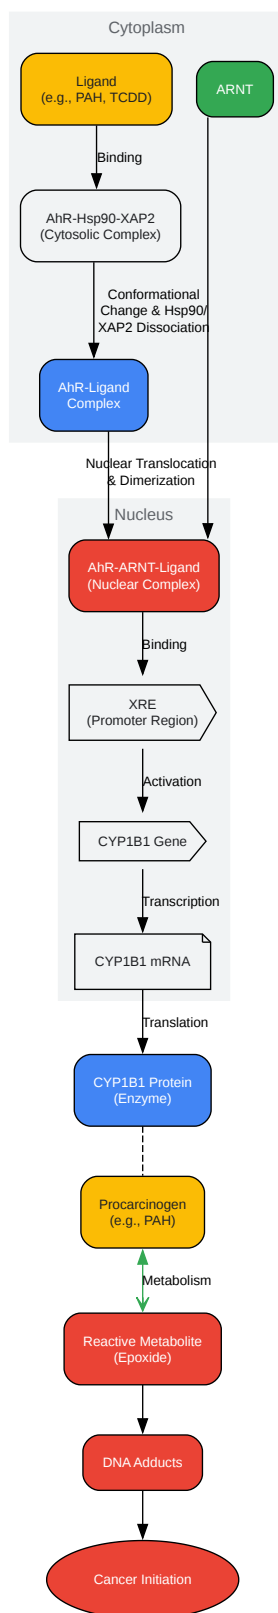 Cytoplasm
Ligand
(e.g., PAH, TCDD)
ARNT
Binding
AhR-Hsp90-XAP2
(Cytosolic Complex)
Conformational
Change & Hsp90/
XAP2 Dissociation
AhR-Ligand
Complex
Nuclear Translocation
& Dimerization
Nucleus
AhR-ARNT-Ligand
(Nuclear Complex)
Binding
XRE
(Promoter Region)
Activation
CYP1B1 Gene
Transcription
CYP1B1 mRNA
Translation
CYP1B1 Protein
(Enzyme)
Procarcinogen
(e.g., PAH)
Metabolism
Reactive Metabolite
(Epoxide)
DNA Adducts
Cancer Initiation